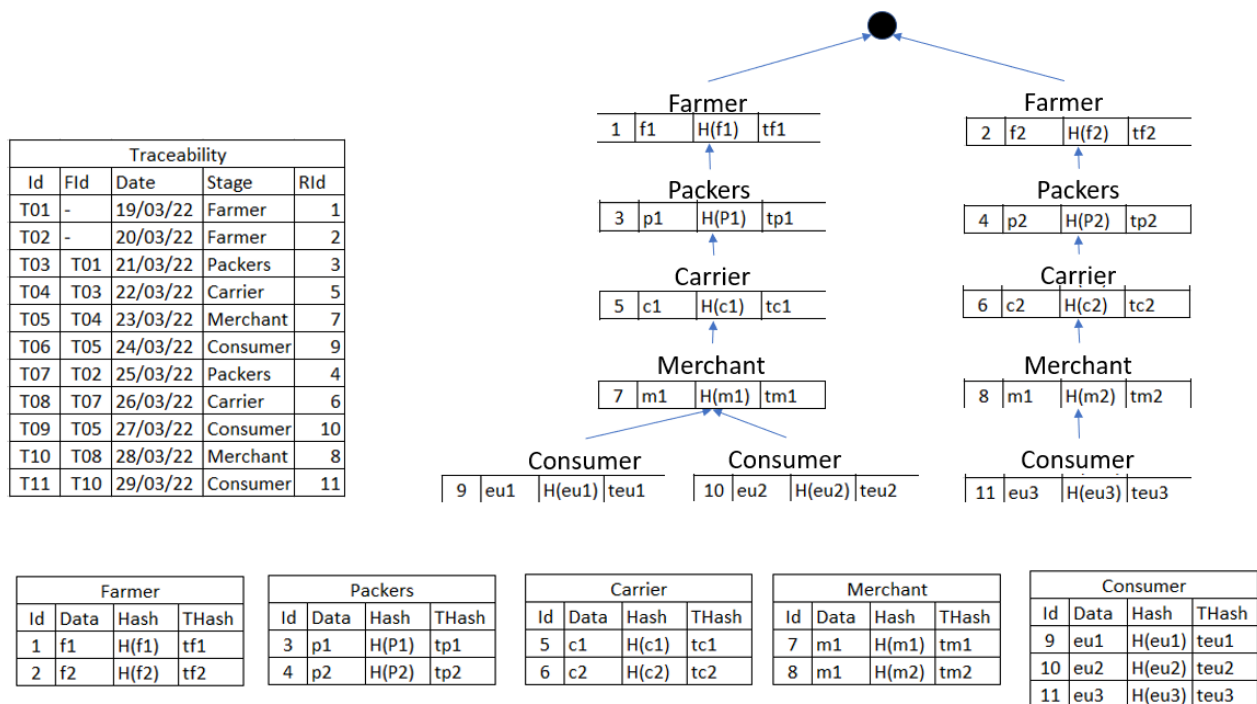 Traceability
Id FId Date Stage RId
T01 - 19/03/22 Farmer 1
T02 - 20/03/22 Farmer 2
T03 T01 21/03/22 Packers 3
T04 T03 22/03/22 Carrier 5
T05 T04 23/03/22 Merchant 7
T06 T05 24/03/22 Consumer 9
T07 T02 25/03/22 Packers 4
T08 T07 26/03/22 Carrier 6
T09 T05 27/03/22 Consumer 10
T10 T08 28/03/22 Merchant 8
T11 T10 29/03/22 Consumer 11
Farmer
1 f1 H(f1) tf1
Packers
3 p1 H(P1) tp1
Carrier
5 c1 H(c1) tc1
Merchant
7 m1 H(m1) tm1
Consumer
9 eu1 H(eu1) teu1
Consumer
10 eu2 H(eu2) teu2
Farmer
2 f2 H(f2) tf2
Packers
4 p2 H(P2) tp2
Carrier
6 c2 H(c2) tc2
Merchant
8 m1 H(m2) tm2
Consumer
11 eu3 H(eu3) teu3
Farmer
Id Data Hash THash
1 f1 H(f1) tf1
2 f2 H(f2) tf2
Packers
Id Data Hash THash
3 p1 H(P1) tp1
4 p2 H(P2) tp2
Carrier
Id Data Hash THash
5 c1 H(c1) tc1
6 c2 H(c2) tc2
Merchant
Id Data Hash THash
7 m1 H(m1) tm1
8 m1 H(m2) tm2
Consumer
Id Data Hash THash
9 eu1 H(eu1) teu1
10 eu2 H(eu2) teu2
11 eu3 H(eu3) teu3